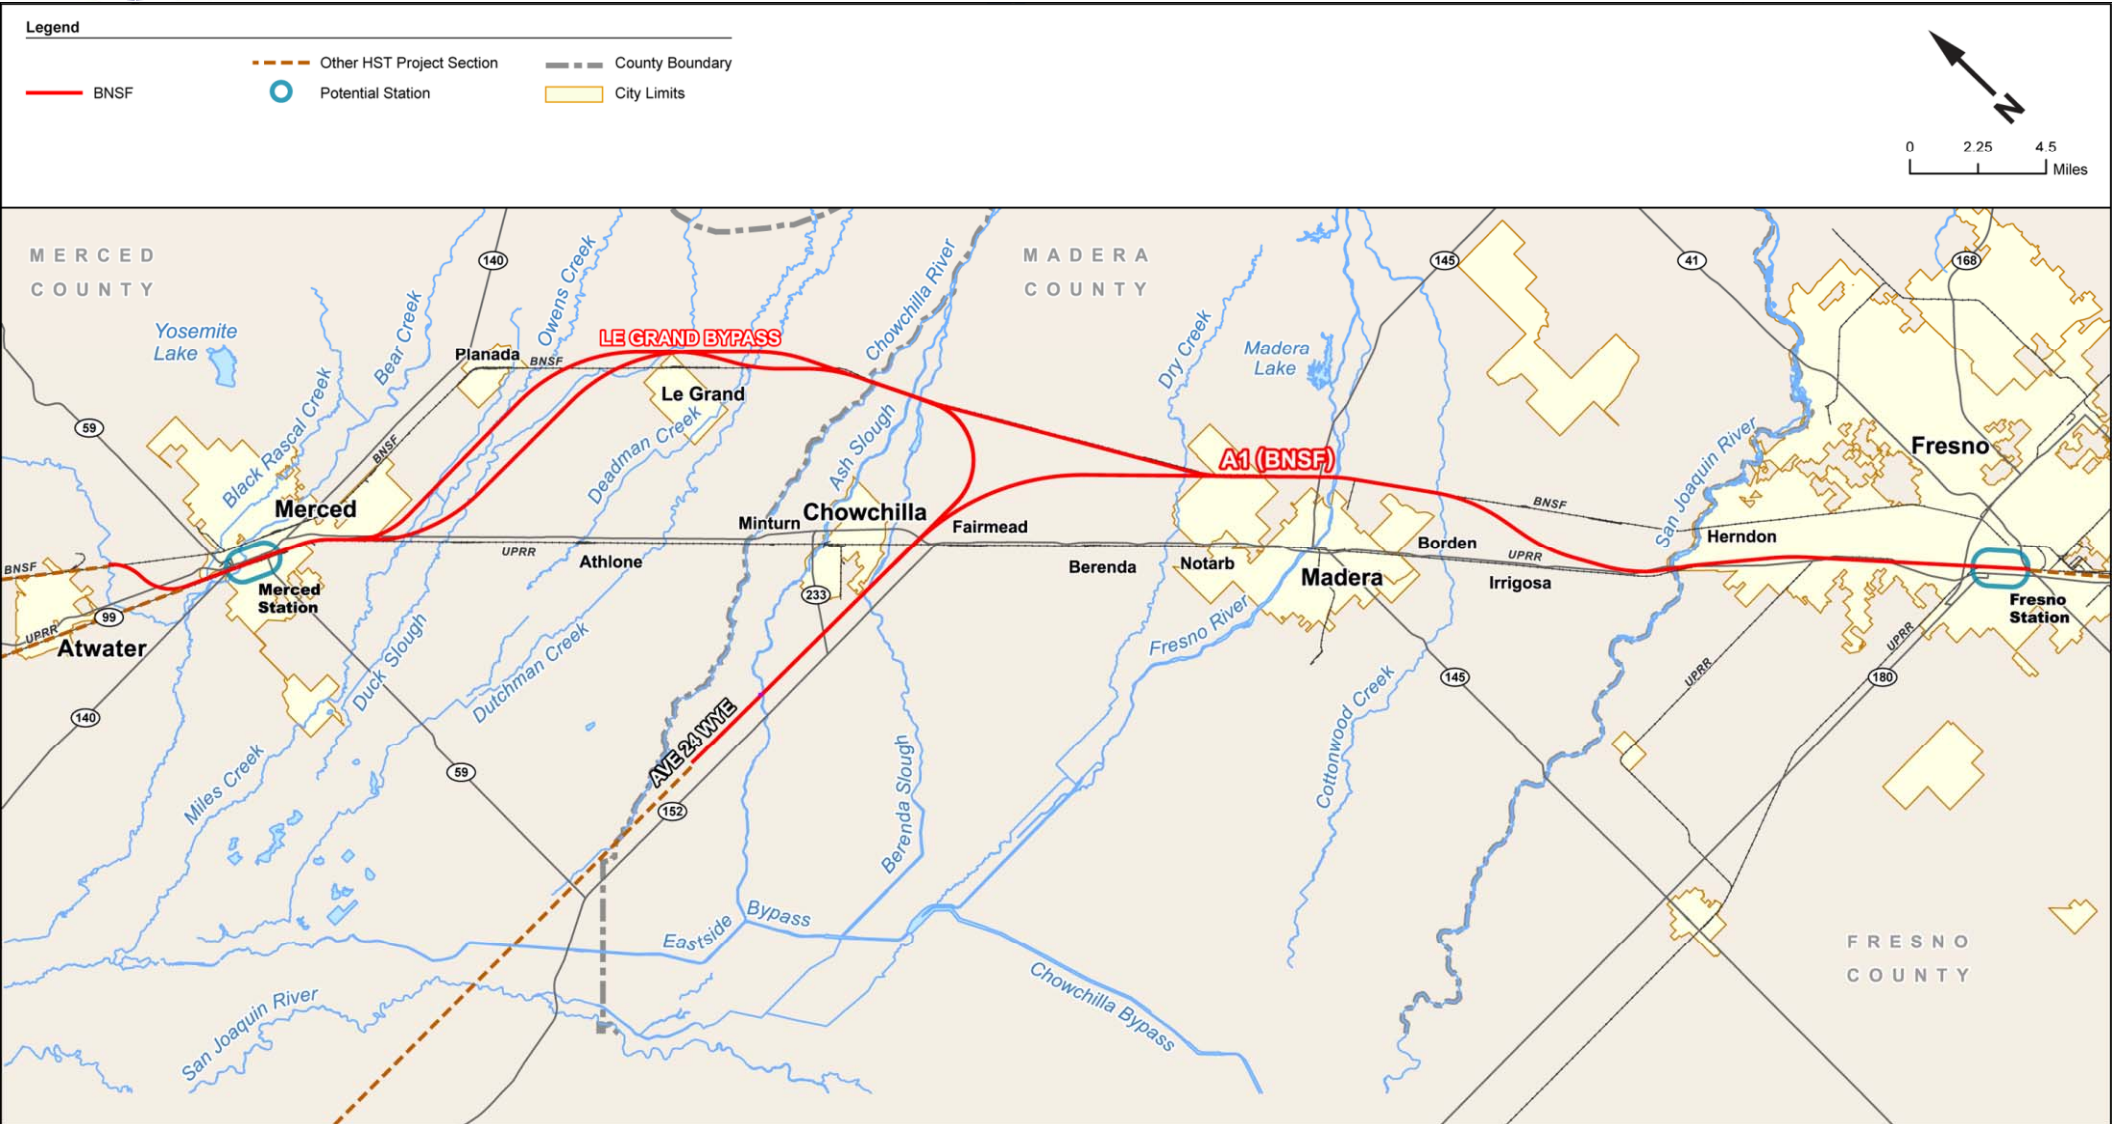 Legend
Other HST Project Section
County Boundary
BNSF
Potential Station
City Limits
N
0 2.25 4.5
Miles
MERCED
COUNTY
MADERA
COUNTY
140
145
41
168
Yosemite
Lake
Bear Creek
Owens Creek
Chowchilla River
Dry Creek
Madera
Lake
LE GRAND BYPASS
Planada
BNSF
Le Grand
59
Black Rascal Creek
BNSF
Deadman Creek
Ash Slough
A1 (BNSF)
San Joaquin River
Fresno
Merced
Minturn
Chowchilla
Fairmead
BNSF
Herndon
BNSF
UPRR
Athlone
Berenda
Notarb
Borden
UPRR
Irrigosa
Madera
Merced
Station
233
99
UPRR
Atwater
Fresno
Station
Duck Slough
Dutchman Creek
Fresno River
UPRR
UPRR
180
140
145
Cottonwood Creek
AVE 24 WYE
Miles Creek
59
152
Berenda Slough
Eastside
Bypass
FRESNO
COUNTY
San Joaquin River
Chowchilla Bypass